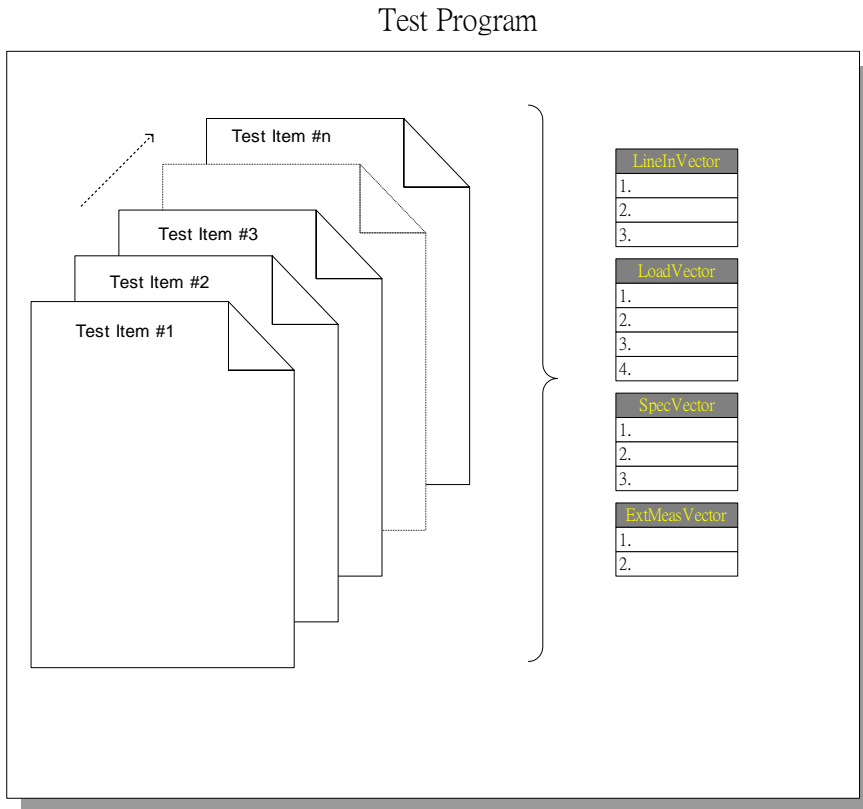 Test Program
Test Item #n
Test Item #3
Test Item #2
Test Item #1
LineInVector
1.
2.
3.
LoadVector
1.
2.
3.
4.
SpecVector
1.
2.
3.
ExtMeasVector
1.
2.